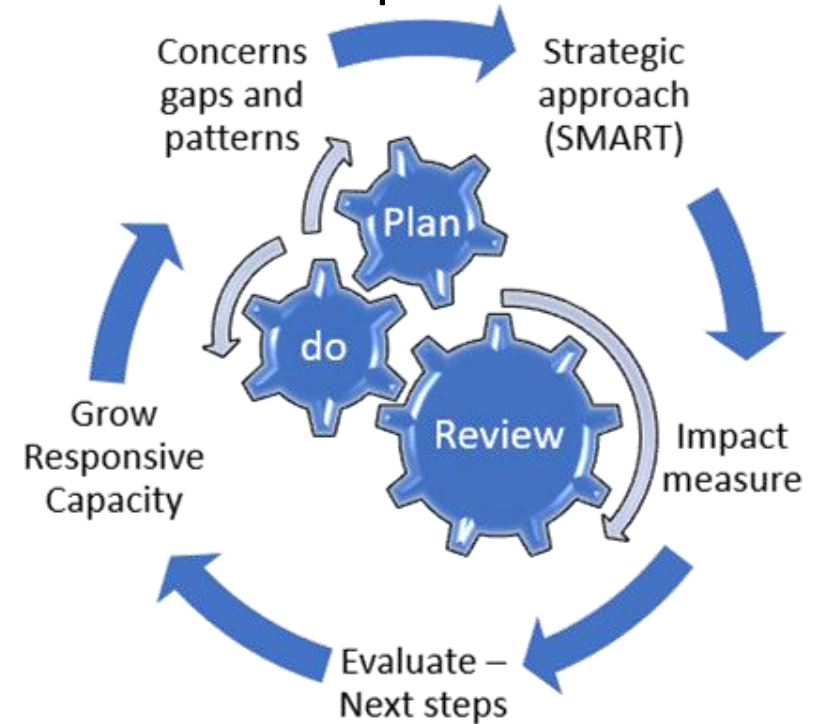 Concerns
gaps and
patterns
Strategic
approach
(SMART)
Plan
do
Review
Impact
measure
Evaluate –
Next steps
Grow
Responsive
Capacity